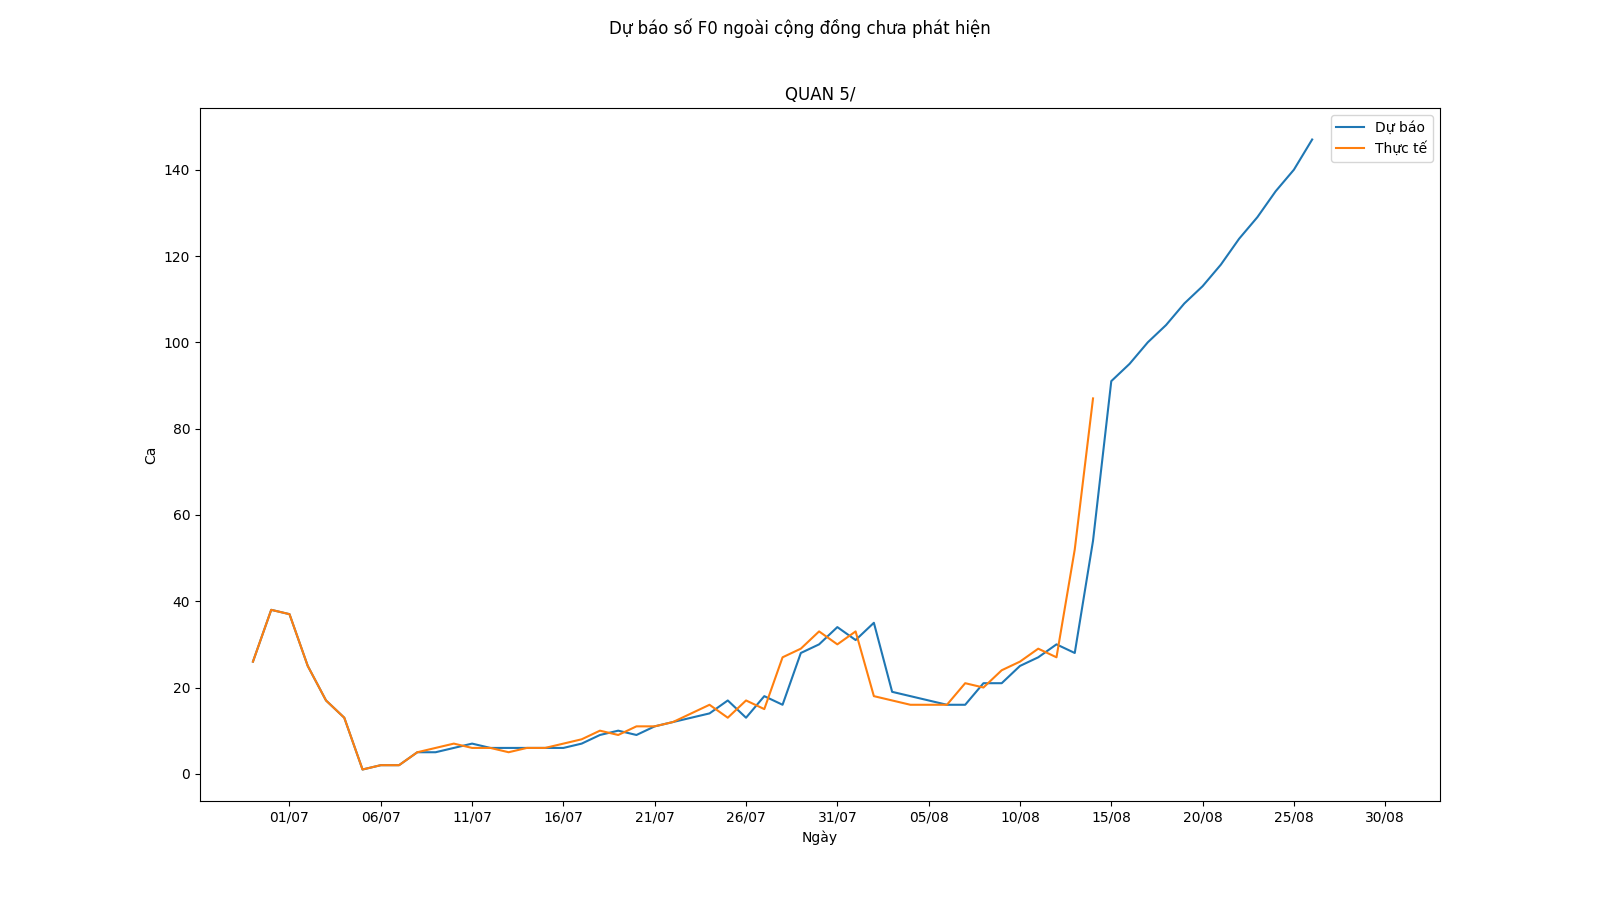 Dự báo số F0 ngoài cộng đồng chưa phát hiện
QUAN 5/
Dự báo
Thực tế
140
120
100
80
60
40
20
0
Ca
01/07 06/07 11/07 16/07 21/07 26/07 31/07 05/08 10/08 15/08 20/08 25/08 30/08
Ngày